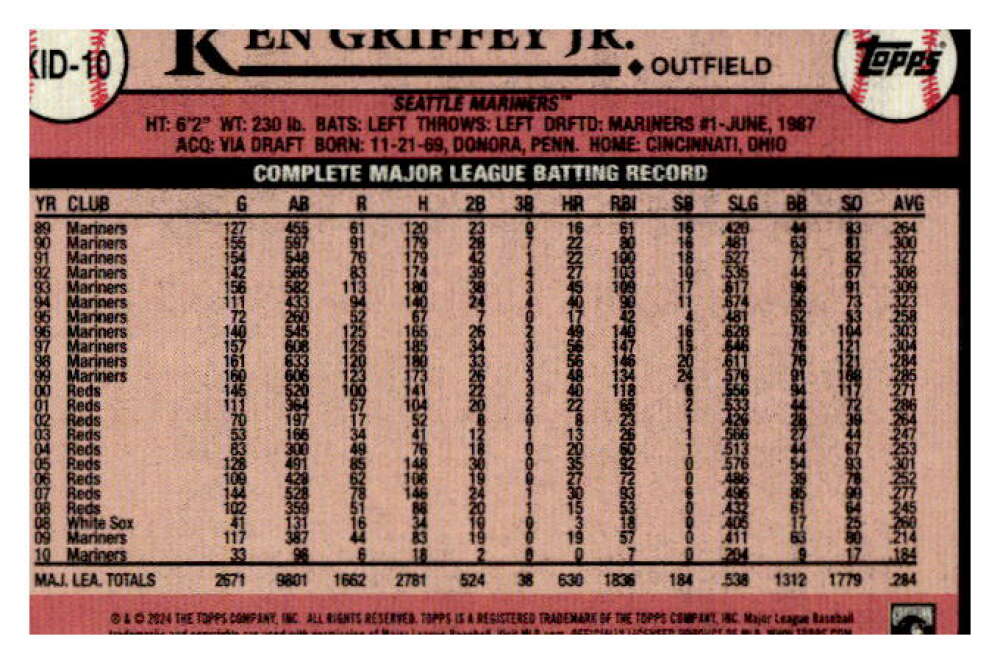 KEN GRIFFEY JR.
KID-10
◆ OUTFIELD
TOPPS®
SEATTLE MARINERS™
HT: 6'2" WT: 230 lb. BATS: LEFT THROWS: LEFT DRFTD: MARINERS #1-JUNE, 1987
ACQ: VIA DRAFT BORN: 11-21-69, DONORA, PENN. HOME: CINCINNATI, OHIO
COMPLETE MAJOR LEAGUE BATTING RECORD
YR CLUB G AB R H 2B 3B HR RBI SB SLG BB SO AVG
89 Mariners 127 455 61 120 23 0 16 61 16 .420 44 83 .264
90 Mariners 155 597 91 179 28 7 22 80 16 .481 63 81 .300
91 Mariners 154 548 76 179 42 1 22 100 18 .527 71 82 .327
92 Mariners 142 565 83 174 39 4 27 103 10 .535 44 67 .308
93 Mariners 156 582 113 180 38 3 45 109 17 .617 96 91 .309
94 Mariners 111 433 94 140 24 4 40 90 11 .674 56 73 .323
95 Mariners 72 260 52 67 7 0 17 42 4 .481 52 53 .258
96 Mariners 140 545 125 165 26 2 49 140 16 .628 78 104 .303
97 Mariners 157 608 125 185 34 3 56 147 15 .646 76 121 .304
98 Mariners 161 633 120 180 33 3 56 146 20 .611 76 121 .284
99 Mariners 160 606 123 173 26 3 48 134 24 .576 91 108 .285
00 Reds 145 520 100 141 22 3 40 118 6 .556 94 117 .271
01 Reds 111 364 57 104 20 2 22 65 2 .533 44 72 .286
02 Reds 70 197 17 52 8 0 8 23 1 .426 28 39 .264
03 Reds 53 166 34 41 12 1 13 26 1 .566 27 44 .247
04 Reds 83 300 49 76 18 0 20 60 1 .513 44 67 .253
05 Reds 128 491 85 148 30 0 35 92 0 .576 54 93 .301
06 Reds 109 428 62 108 19 0 27 72 0 .486 39 78 .252
07 Reds 144 528 78 146 24 1 30 93 6 .496 85 99 .277
08 Reds 102 359 51 88 20 1 15 53 0 .432 61 64 .245
08 White Sox 41 131 16 34 10 0 3 18 0 .405 17 25 .260
09 Mariners 117 387 44 83 19 0 19 57 0 .411 63 80 .214
10 Mariners 33 98 6 18 2 0 0 7 0 .204 9 17 .184
MAJ. LEA. TOTALS 2671 9801 1662 2781 524 38 630 1836 184 .538 1312 1779 .284
® & © 2024 THE TOPPS COMPANY, INC. ALL RIGHTS RESERVED. TOPPS IS A REGISTERED TRADEMARK OF THE TOPPS COMPANY, INC. Major League Baseball